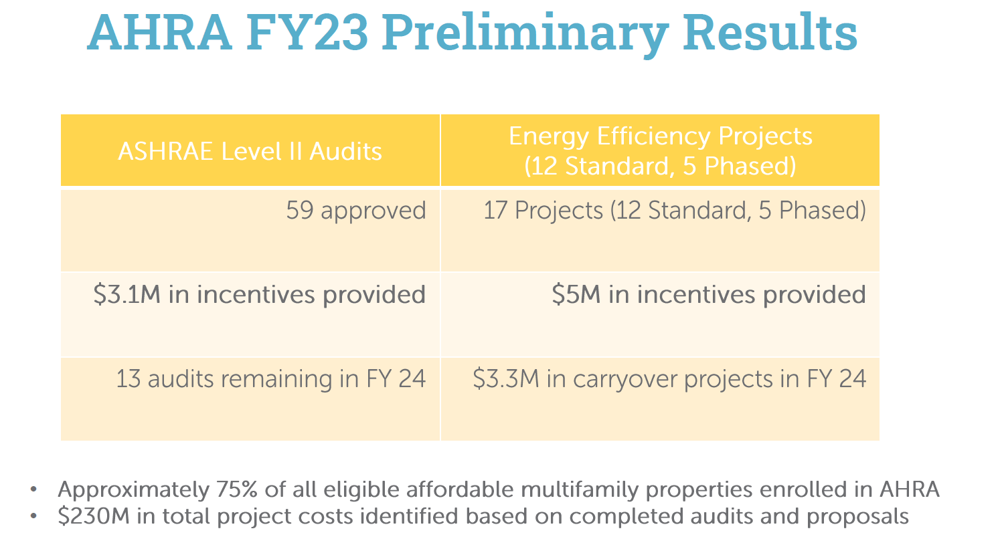 AHRA FY23 Preliminary Results
ASHRAE Level II Audits
Energy Efficiency Projects
(12 Standard, 5 Phased)
59 approved
17 Projects (12 Standard, 5 Phased)
$3.1M in incentives provided
$5M in incentives provided
13 audits remaining in FY 24
$3.3M in carryover projects in FY 24
• Approximately 75% of all eligible affordable multifamily properties enrolled in AHRA
• $230M in total project costs identified based on completed audits and proposals